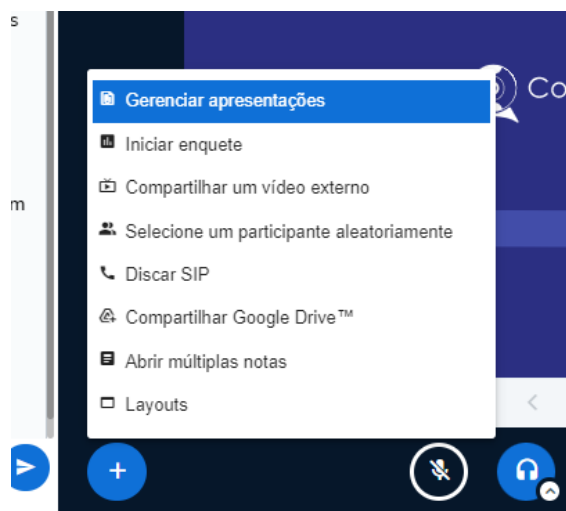 s
Co
Gerenciar apresentações
Iniciar enquete
Compartilhar um vídeo externo
m
Selecione um participante aleatoriamente
Discar SIP
Compartilhar Google Drive™
Abrir múltiplas notas
Layouts